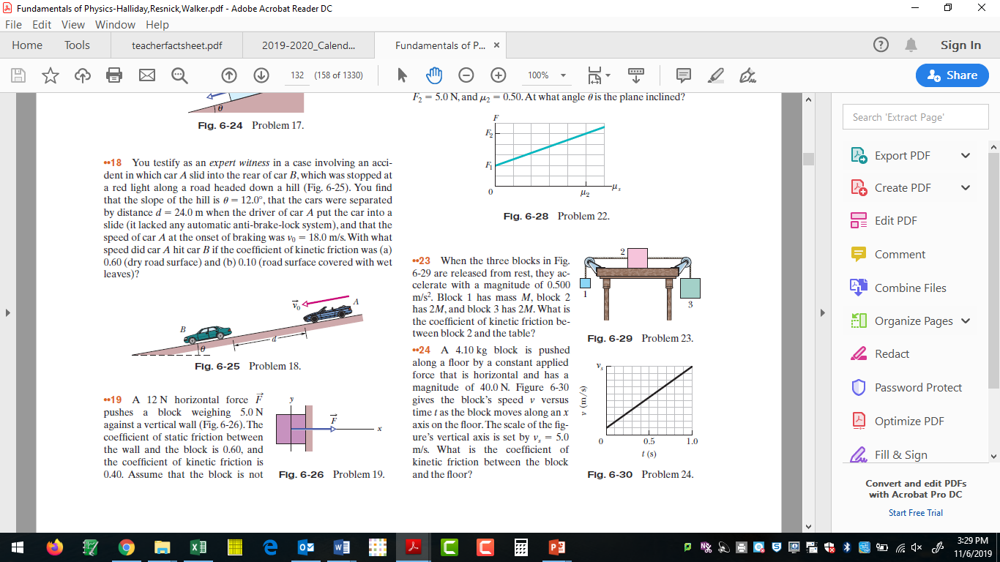 Fundamentals of Physics-Halliday,Resnick,Walker.pdf - Adobe Acrobat Reader DC
File Edit View Window Help
Home Tools teacherfactsheet.pdf 2019-2020_Calend... Fundamentals of P... × Sign In
132 (158 of 1330) 100% Share
θ
Fig. 6-24 Problem 17.
••18 You testify as an expert witness in a case involving an acci-
dent in which car A slid into the rear of car B, which was stopped at
a red light along a road headed down a hill (Fig. 6-25). You find
that the slope of the hill is θ = 12.0°, that the cars were separated
by distance d = 24.0 m when the driver of car A put the car into a
slide (it lacked any automatic anti-brake-lock system), and that the
speed of car A at the onset of braking was v₀ = 18.0 m/s. With what
speed did car A hit car B if the coefficient of kinetic friction was (a)
0.60 (dry road surface) and (b) 0.10 (road surface covered with wet
leaves)?
v⃗₀ A
B
d
θ
Fig. 6-25 Problem 18.
••19 A 12 N horizontal force F⃗
pushes a block weighing 5.0 N
against a vertical wall (Fig. 6-26). The
coefficient of static friction between
the wall and the block is 0.60, and
the coefficient of kinetic friction is
0.40. Assume that the block is not
y
F⃗
x
Fig. 6-26 Problem 19.
F₂ = 5.0 N, and μ₂ = 0.50. At what angle θ is the plane inclined?
F
F₂
F₁
0 μ₂ μₛ
Fig. 6-28 Problem 22.
••23 When the three blocks in Fig.
6-29 are released from rest, they ac-
celerate with a magnitude of 0.500
m/s². Block 1 has mass M, block 2
has 2M, and block 3 has 2M. What is
the coefficient of kinetic friction be-
tween block 2 and the table?
2
1
3
Fig. 6-29 Problem 23.
••24 A 4.10 kg block is pushed
along a floor by a constant applied
force that is horizontal and has a
magnitude of 40.0 N. Figure 6-30
gives the block's speed v versus
time t as the block moves along an x
axis on the floor. The scale of the fig-
ure's vertical axis is set by vₛ = 5.0
m/s. What is the coefficient of
kinetic friction between the block
and the floor?
vₛ
v (m/s)
0 0.5 1.0
t (s)
Fig. 6-30 Problem 24.
Search 'Extract Page'
Export PDF
Create PDF
Edit PDF
Comment
Combine Files
Organize Pages
Redact
Password Protect
Optimize PDF
Fill & Sign
Convert and edit PDFs
with Acrobat Pro DC
Start Free Trial
3:29 PM
11/6/2019